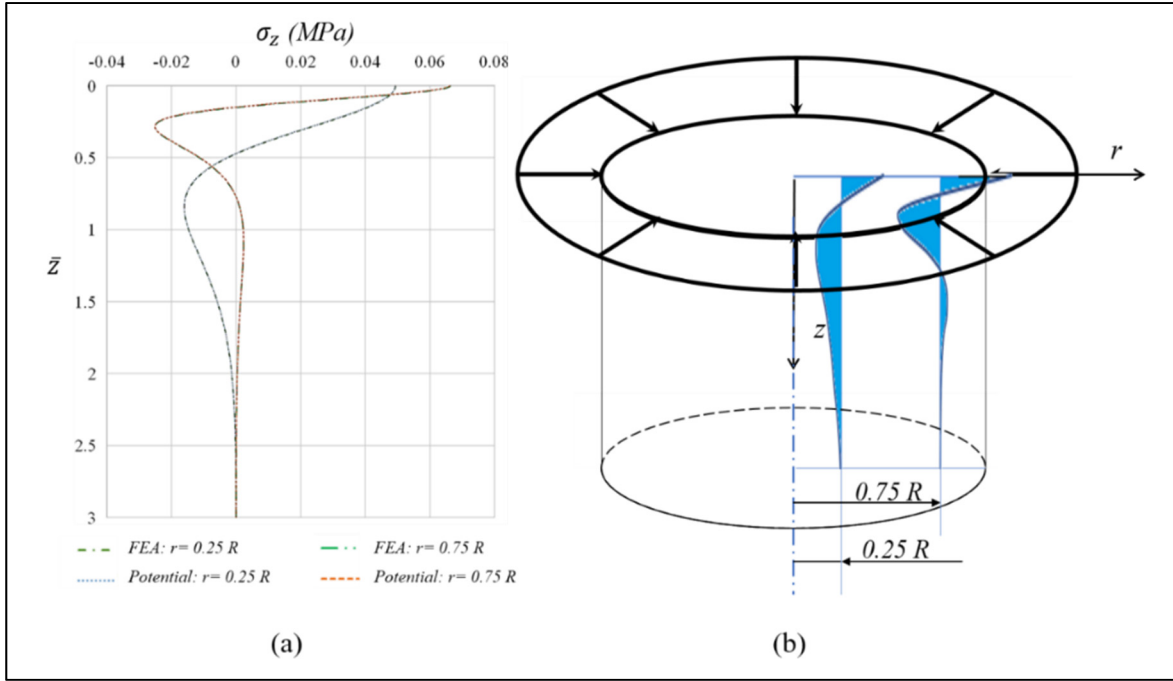 σz (MPa)
-0.04 -0.02 0 0.02 0.04 0.06 0.08
0
0.5
1
z̄
1.5
2
2.5
3
FEA: r= 0.25 R FEA: r= 0.75 R
Potential: r= 0.25 R Potential: r= 0.75 R
(a)
r
z
0.75 R
0.25 R
(b)